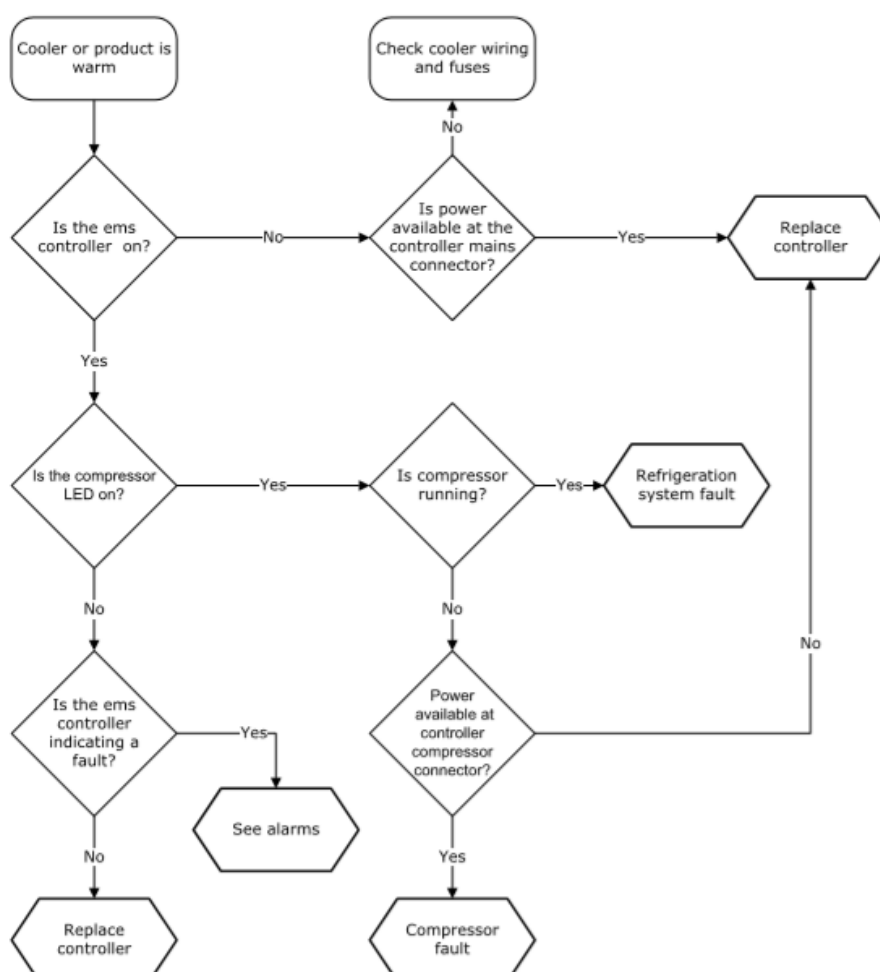 Cooler or product is
warm
Check cooler wiring
and fuses
No
Is the ems
controller on?
No
Is power
available at the
controller mains
connector?
Yes
Replace
controller
Yes
Is the compressor
LED on?
Yes
Is compressor
running?
Yes
Refrigeration
system fault
No
No
No
Is the ems
controller
indicating a
fault?
Yes
Power
available at
controller
compressor
connector?
See alarms
No
Yes
Replace
controller
Compressor
fault